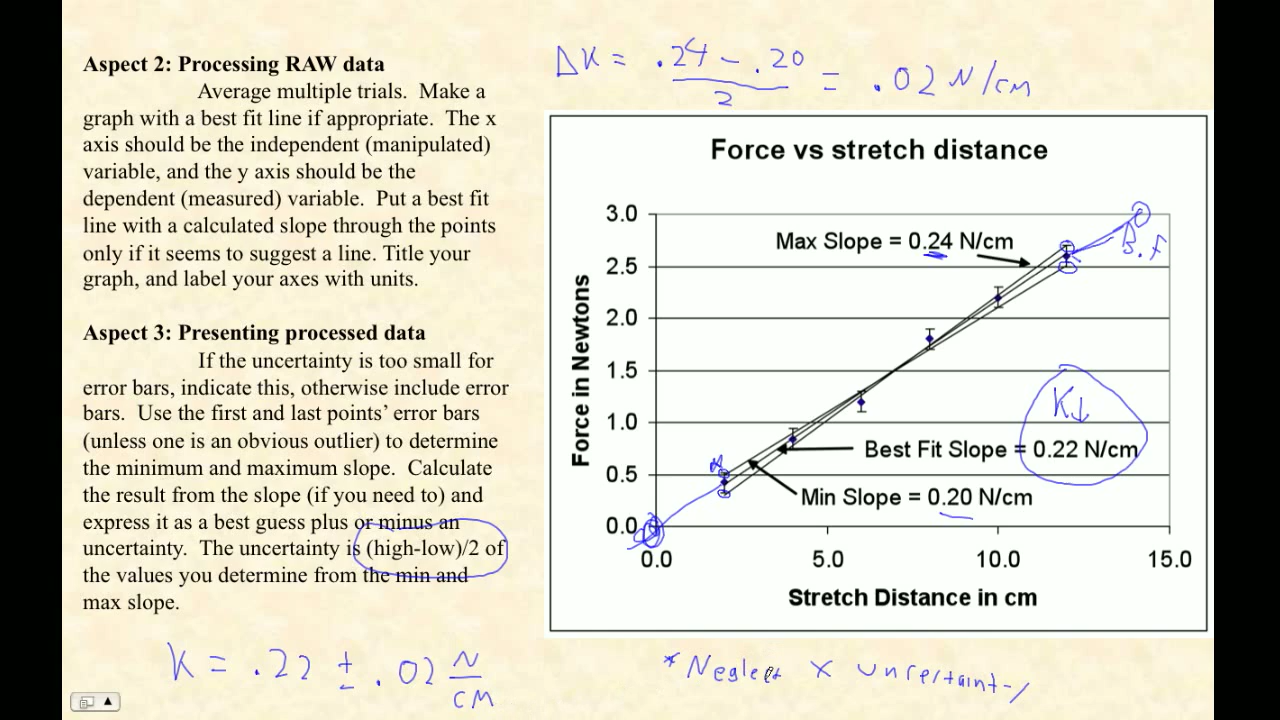 Aspect 2: Processing RAW data
Average multiple trials. Make a
graph with a best fit line if appropriate. The x
axis should be the independent (manipulated)
variable, and the y axis should be the
dependent (measured) variable. Put a best fit
line with a calculated slope through the points
only if it seems to suggest a line. Title your
graph, and label your axes with units.
Aspect 3: Presenting processed data
If the uncertainty is too small for
error bars, indicate this, otherwise include error
bars. Use the first and last points' error bars
(unless one is an obvious outlier) to determine
the minimum and maximum slope. Calculate
the result from the slope (if you need to) and
express it as a best guess plus or minus an
uncertainty. The uncertainty is (high-low)/2 of
the values you determine from the min and
max slope.
K = .22 ± .02 N/cm
ΔK = .24 - .20 / 2 = .02 N/cm
Force vs stretch distance
3.0
2.5
2.0
1.5
1.0
0.5
0.0
Force in Newtons
Max Slope = 0.24 N/cm
B.F
K↓
Best Fit Slope = 0.22 N/cm
Min Slope = 0.20 N/cm
0.0 5.0 10.0 15.0
Stretch Distance in cm
* Neglect X uncertainty